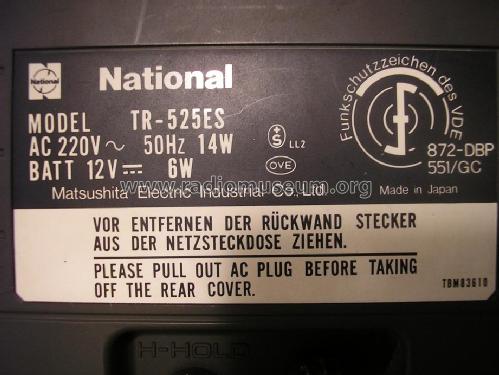 National
National
MODEL TR-525ES
AC 220V~ 50Hz 14W
BATT 12V⎓ 6W
+S LL2
OVE
Funkschutzzeichen des VDE
872-DBP
551/GC
www.radiomuseum.org
Matsushita Electric Industrial Co., Ltd.
Made in Japan
VOR ENTFERNEN DER RÜCKWAND STECKER
AUS DER NETZSTECKDOSE ZIEHEN.
PLEASE PULL OUT AC PLUG BEFORE TAKING
OFF THE REAR COVER.
TBM83610
H-HOLD